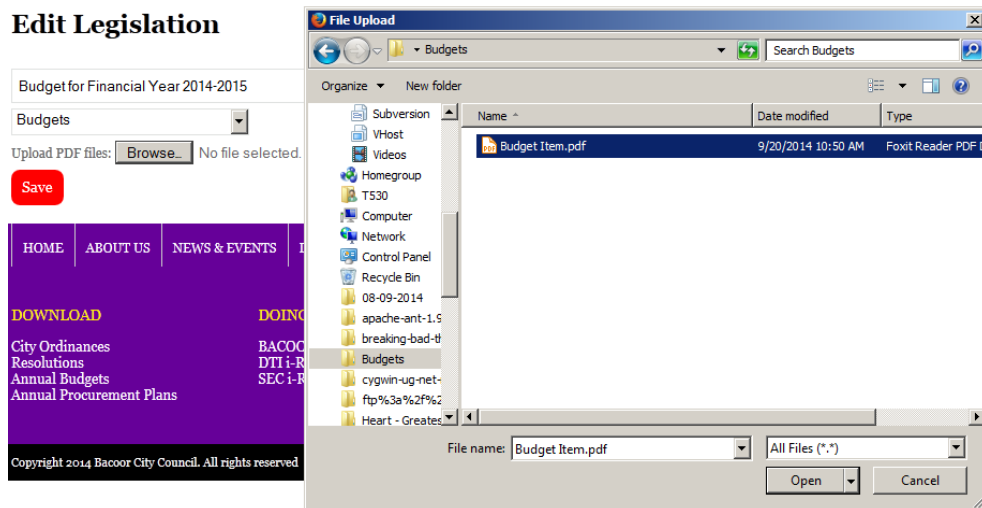 Edit Legislation
Budget for Financial Year 2014-2015
Budgets
Upload PDF files: Browse... No file selected.
Save
HOME ABOUT US NEWS & EVENTS
DOWNLOAD DOING
City Ordinances BACOO
Resolutions DTI i-R
Annual Budgets SEC i-R
Annual Procurement Plans
Copyright 2014 Bacoor City Council. All rights reserved
File Upload
Budgets Search Budgets
Organize New folder
Subversion
VHost
Videos
Homegroup
T530
Computer
Network
Control Panel
Recycle Bin
08-09-2014
apache-ant-1.9
breaking-bad-th
Budgets
cygwin-ug-net-
ftp%3a%2f%2
Heart - Greates
Name Date modified Type
Budget Item.pdf 9/20/2014 10:50 AM Foxit Reader PDF D
File name: Budget Item.pdf All Files (*.*)
Open Cancel